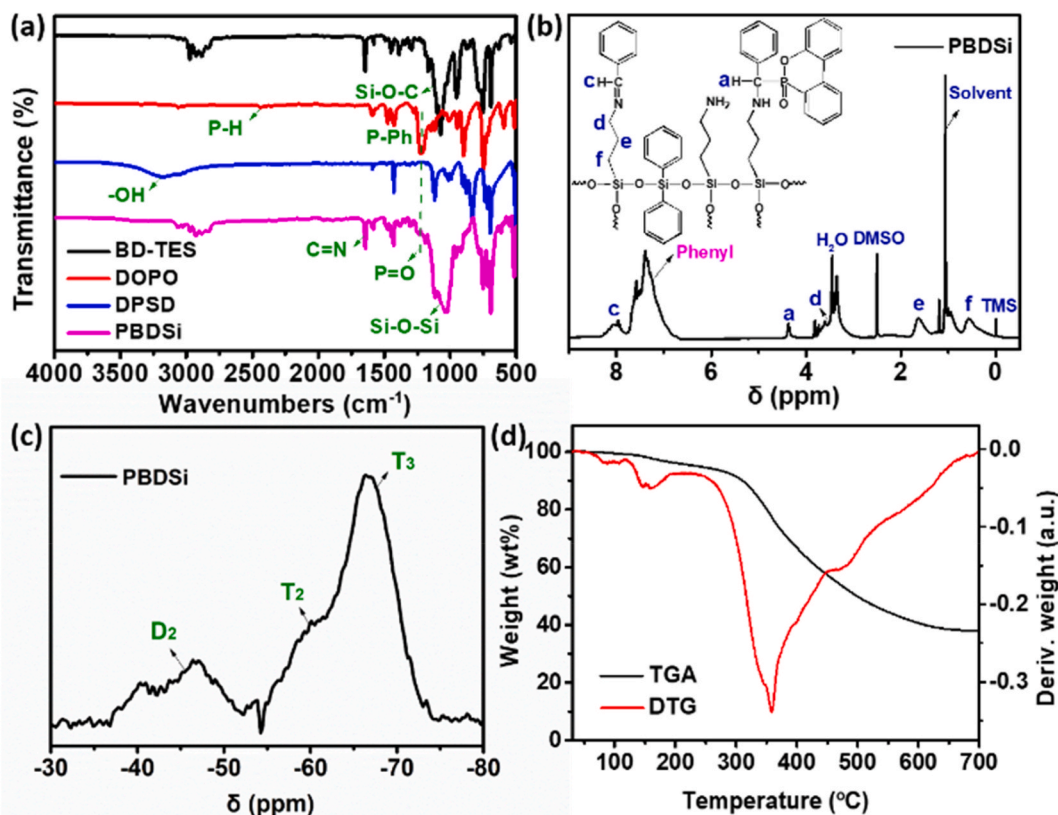 (a)
Transmittance (%)
Si-O-C
P-H
P-Ph
-OH
C=N
P=O
Si-O-Si
BD-TES
DOPO
DPSD
PBDSi
4000 3500 3000 2500 2000 1500 1000 500
Wavenumbers (cm⁻¹)
(b)
PBDSi
c H-C
N
d
e
f
NH₂
a H-C
NH
O
P
O
Solvent
~O-Si-O-Si-O-Si-O-SI-O~
O O O
Phenyl
H₂O DMSO
c a d e f TMS
8 6 4 2 0
δ (ppm)
(c)
PBDSi
T₃
T₂
D₂
-30 -40 -50 -60 -70 -80
δ (ppm)
(d)
Weight (wt%)
100
80
60
40
20
0
TGA
DTG
0.0
-0.1
-0.2
-0.3
Deriv. weight (a.u.)
100 200 300 400 500 600 700
Temperature (°C)